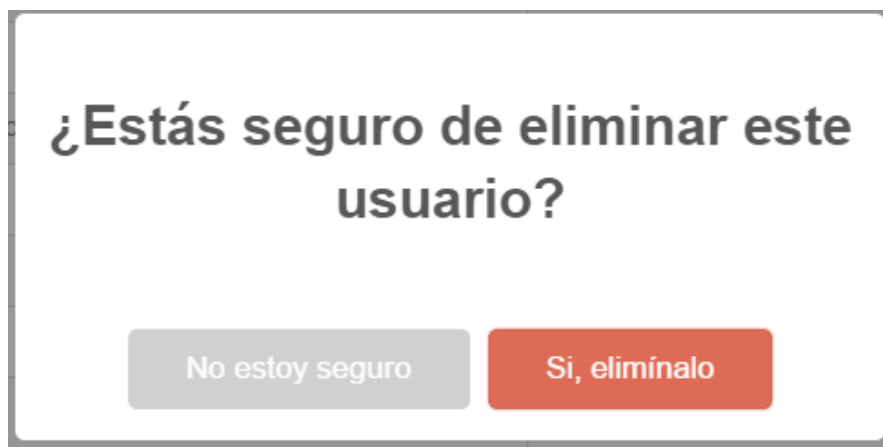 ¿Estás seguro de eliminar este
usuario?
No estoy seguro
Si, elimínalo